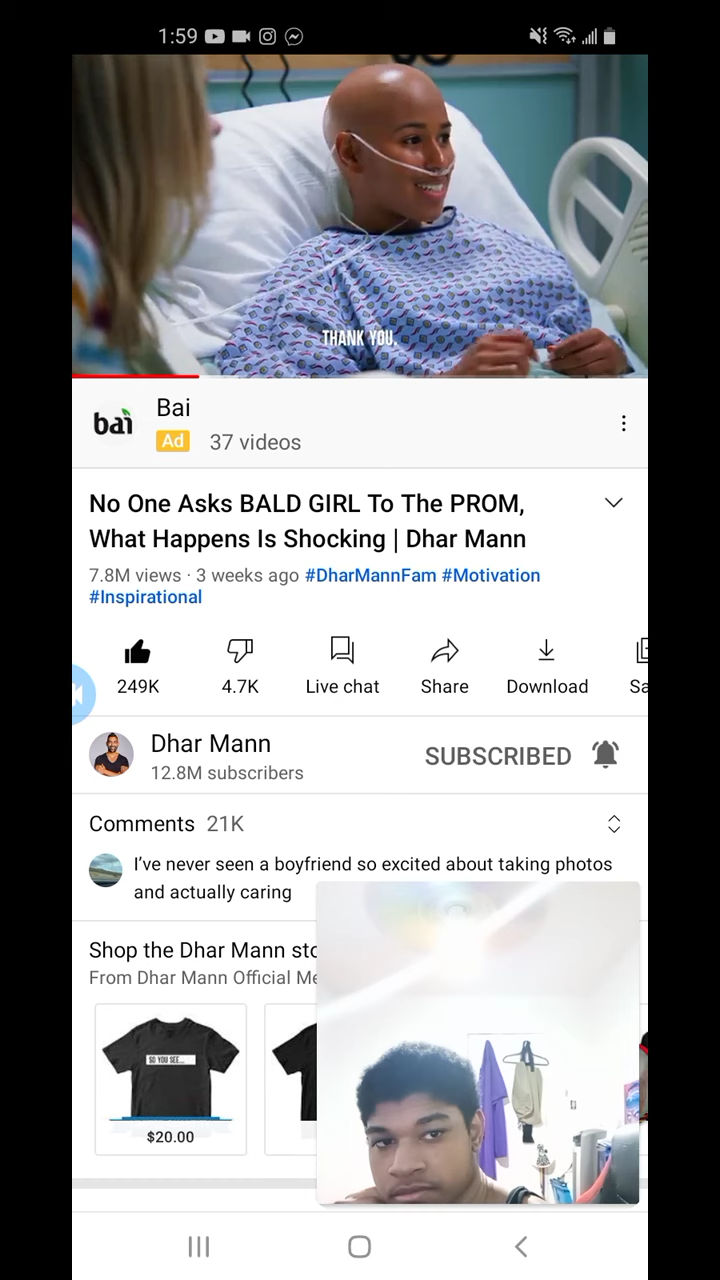 1:59
THANK YOU.
bai
Bai
Ad 37 videos
No One Asks BALD GIRL To The PROM,
What Happens Is Shocking | Dhar Mann
7.8M views · 3 weeks ago #DharMannFam #Motivation
#Inspirational
249K 4.7K Live chat Share Download Sa
Dhar Mann
12.8M subscribers
SUBSCRIBED
Comments 21K
I've never seen a boyfriend so excited about taking photos
and actually caring
Shop the Dhar Mann sto
From Dhar Mann Official Me
SO YOU SEE...
$20.00